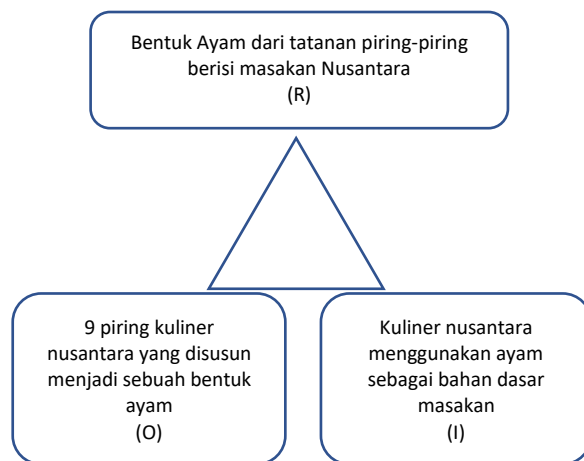 Bentuk Ayam dari tatanan piring-piring
berisi masakan Nusantara
(R)
9 piring kuliner
nusantara yang disusun
menjadi sebuah bentuk
ayam
(O)
Kuliner nusantara
menggunakan ayam
sebagai bahan dasar
masakan
(I)